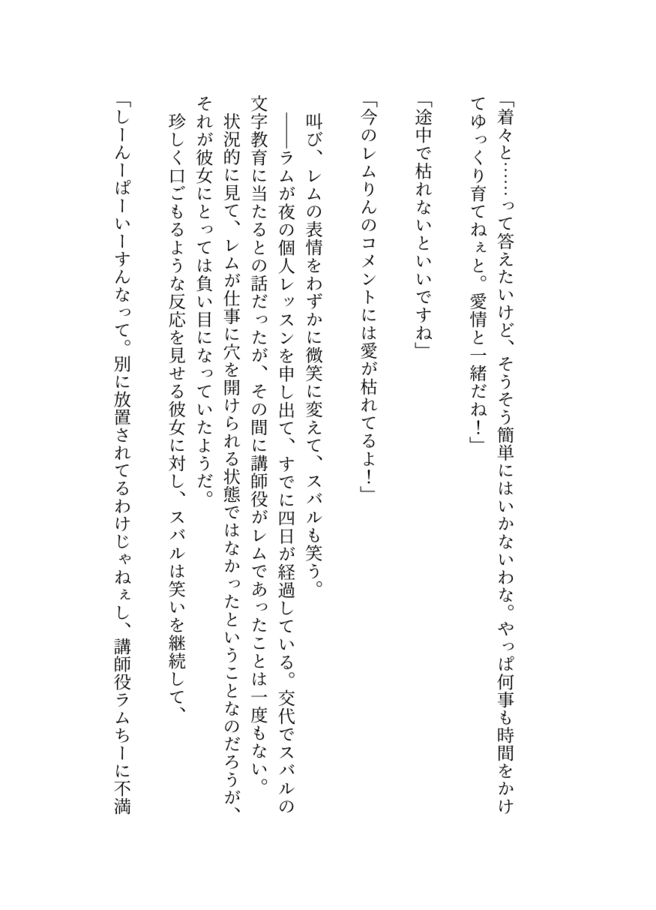 「着々と……って答えたいけど、そうそう簡単にはいかないわな。やっぱ何事も時間をかけ
てゆっくり育てねぇと。愛情と一緒だね！」
「途中で枯れないといいですね」
「今のレムりんのコメントには愛が枯れてるよ！」
叫び、レムの表情をわずかに微笑に変えて、スバルも笑う。
――ラムが夜の個人レッスンを申し出て、すでに四日が経過している。交代でスバルの
文字教育に当たるとの話だったが、その間に講師役がレムであったことは一度もない。
状況的に見て、レムが仕事に穴を開けられる状態ではなかったということなのだろうが、
それが彼女にとっては負い目になっていたようだ。
珍しく口ごもるような反応を見せる彼女に対し、スバルは笑いを継続して、
「しーんーぱーいーすんなって。別に放置されてるわけじゃねぇし、講師役ラムちーに不満